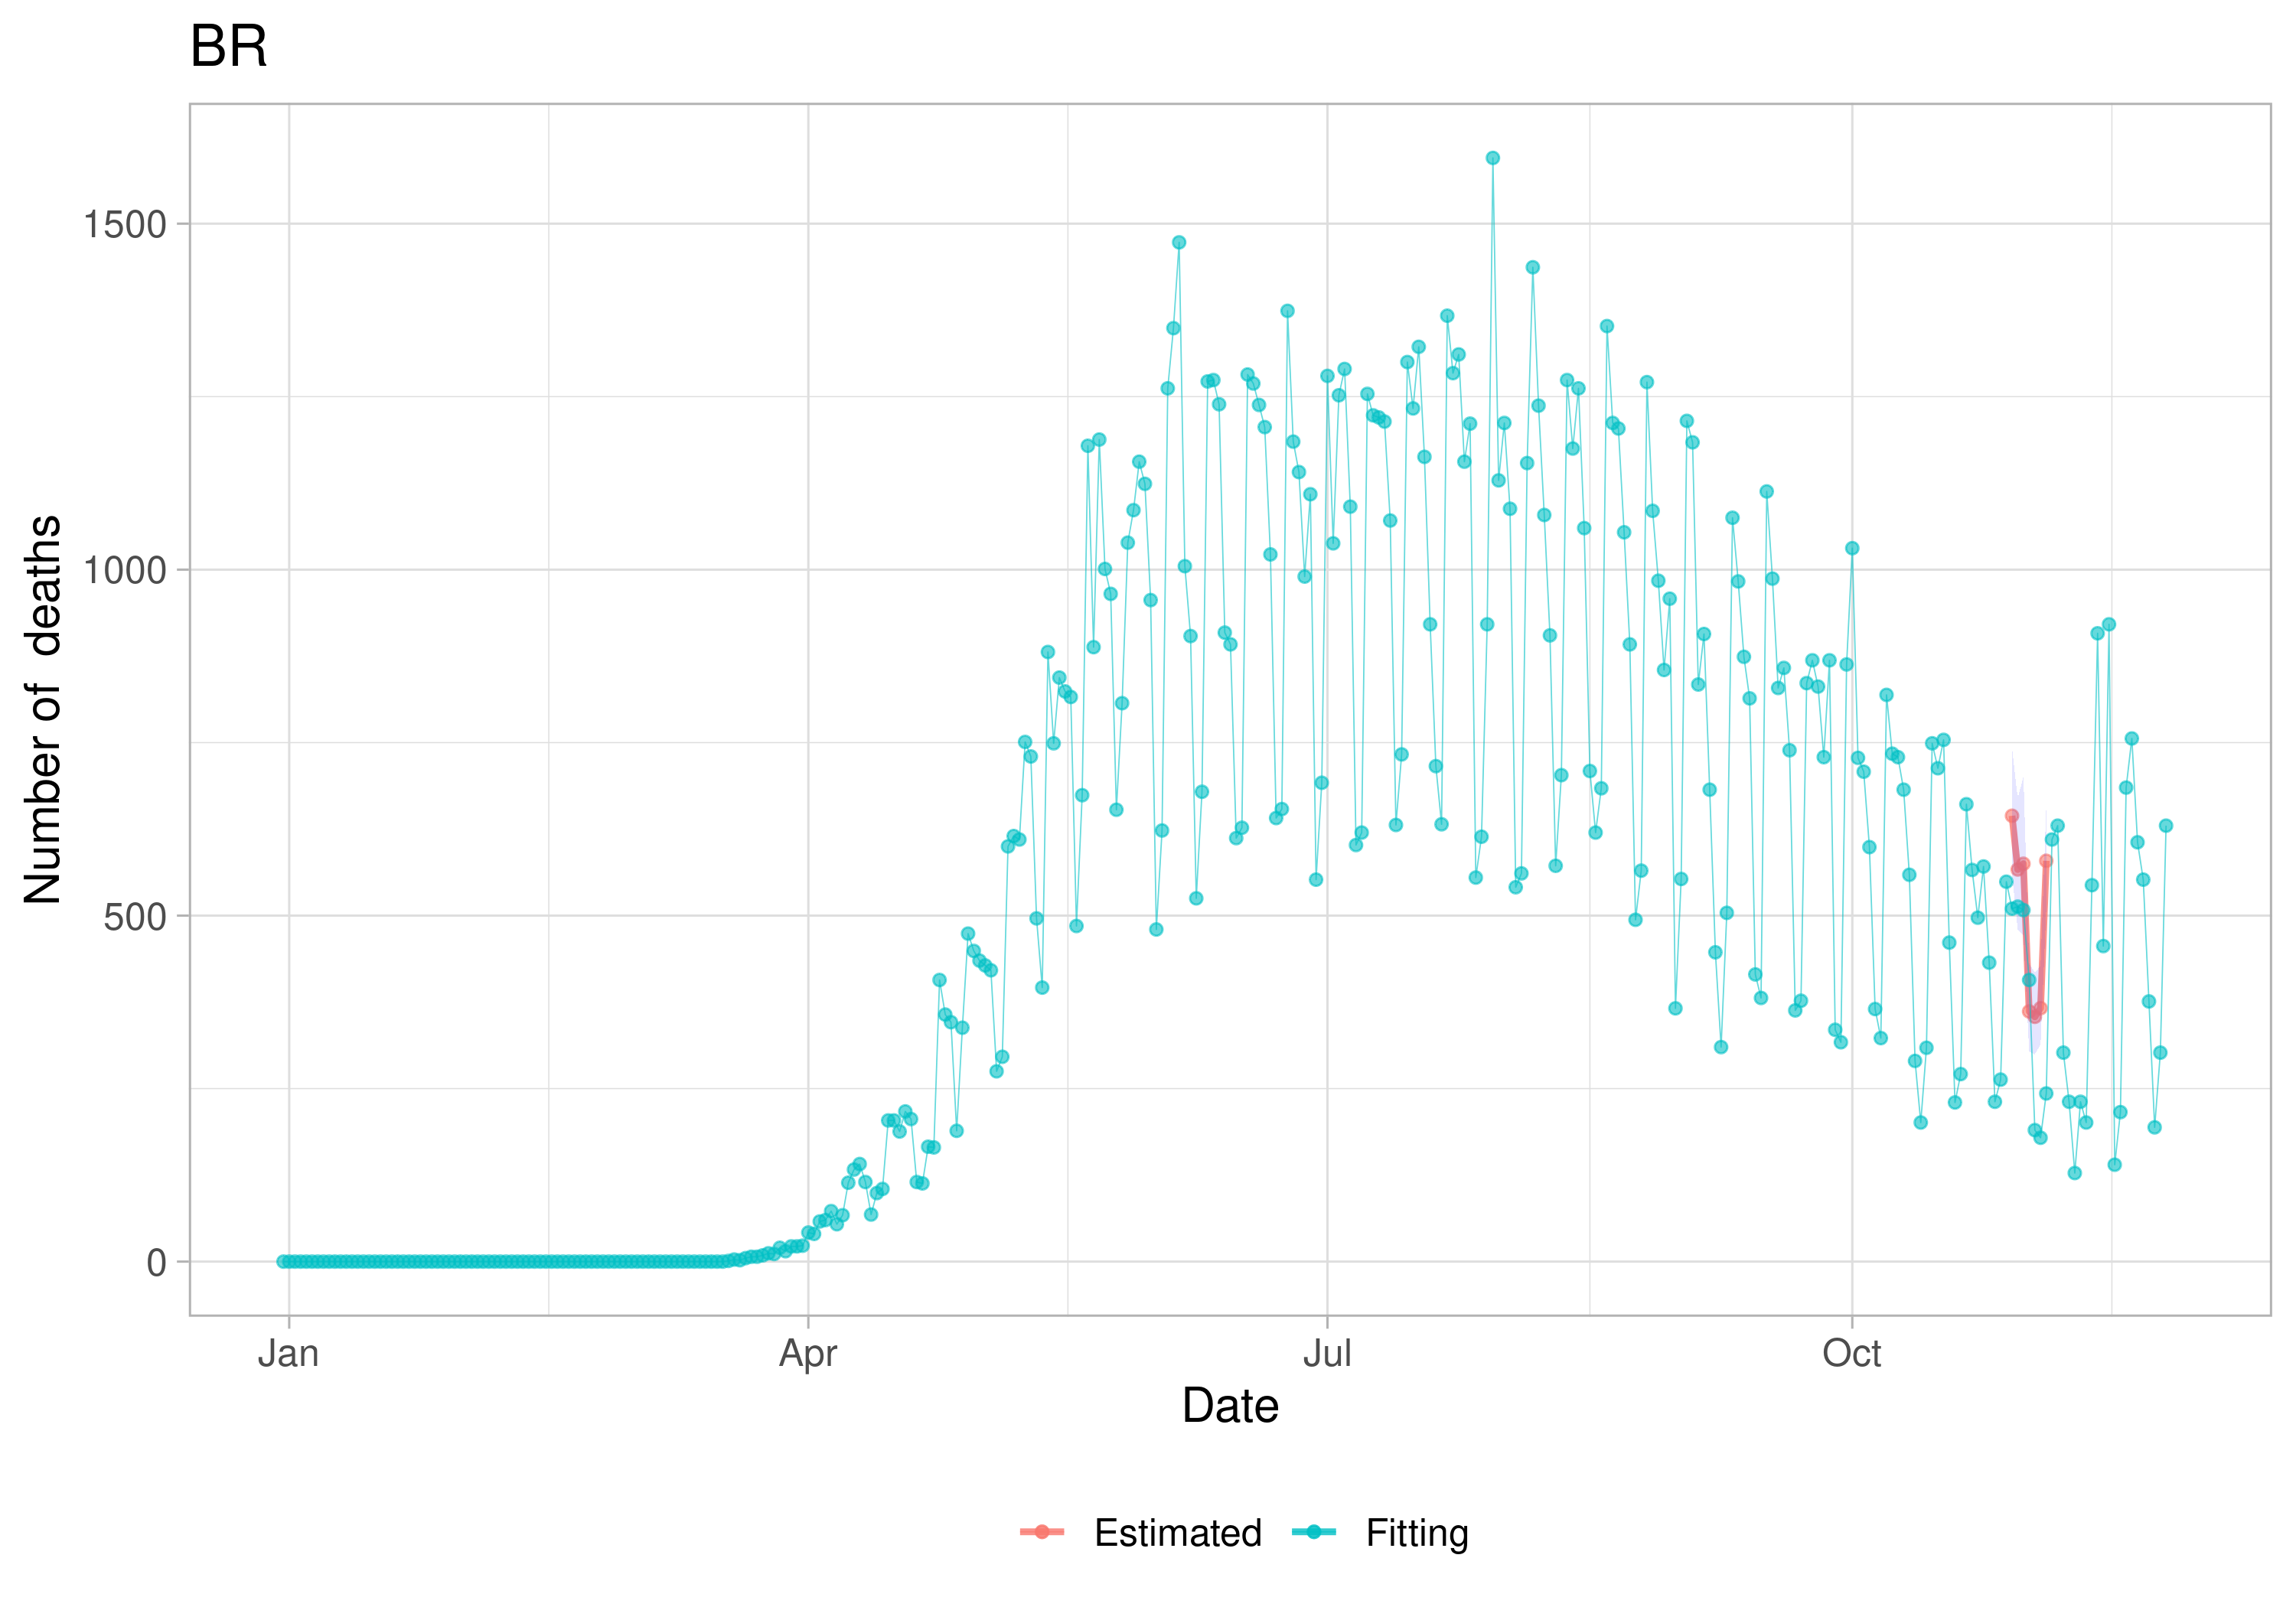 BR
Number of deaths
1500
1000
500
0
Jan
Apr
Jul
Oct
Date
Estimated
Fitting